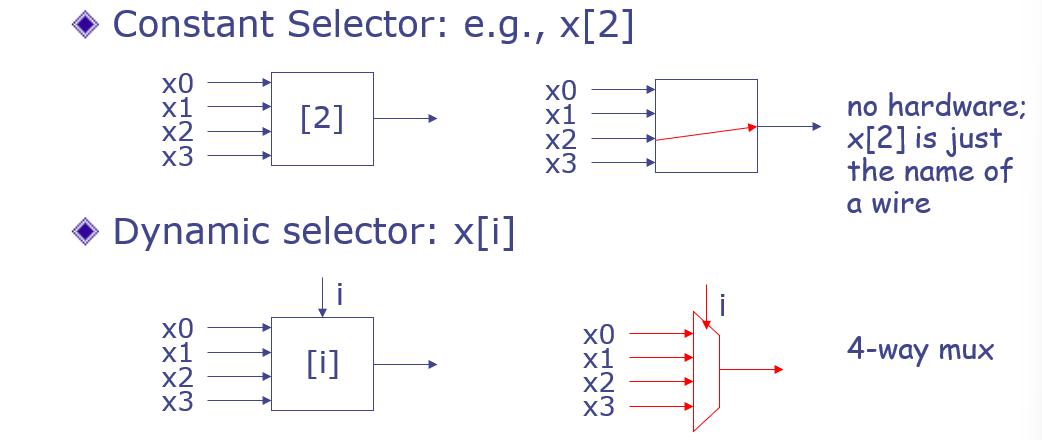 Constant Selector: e.g., x[2]
x0
x1
x2
x3
[2]
x0
x1
x2
x3
no hardware;
x[2] is just
the name of
a wire
Dynamic selector: x[i]
i
x0
x1
x2
x3
[i]
i
x0
x1
x2
x3
4-way mux